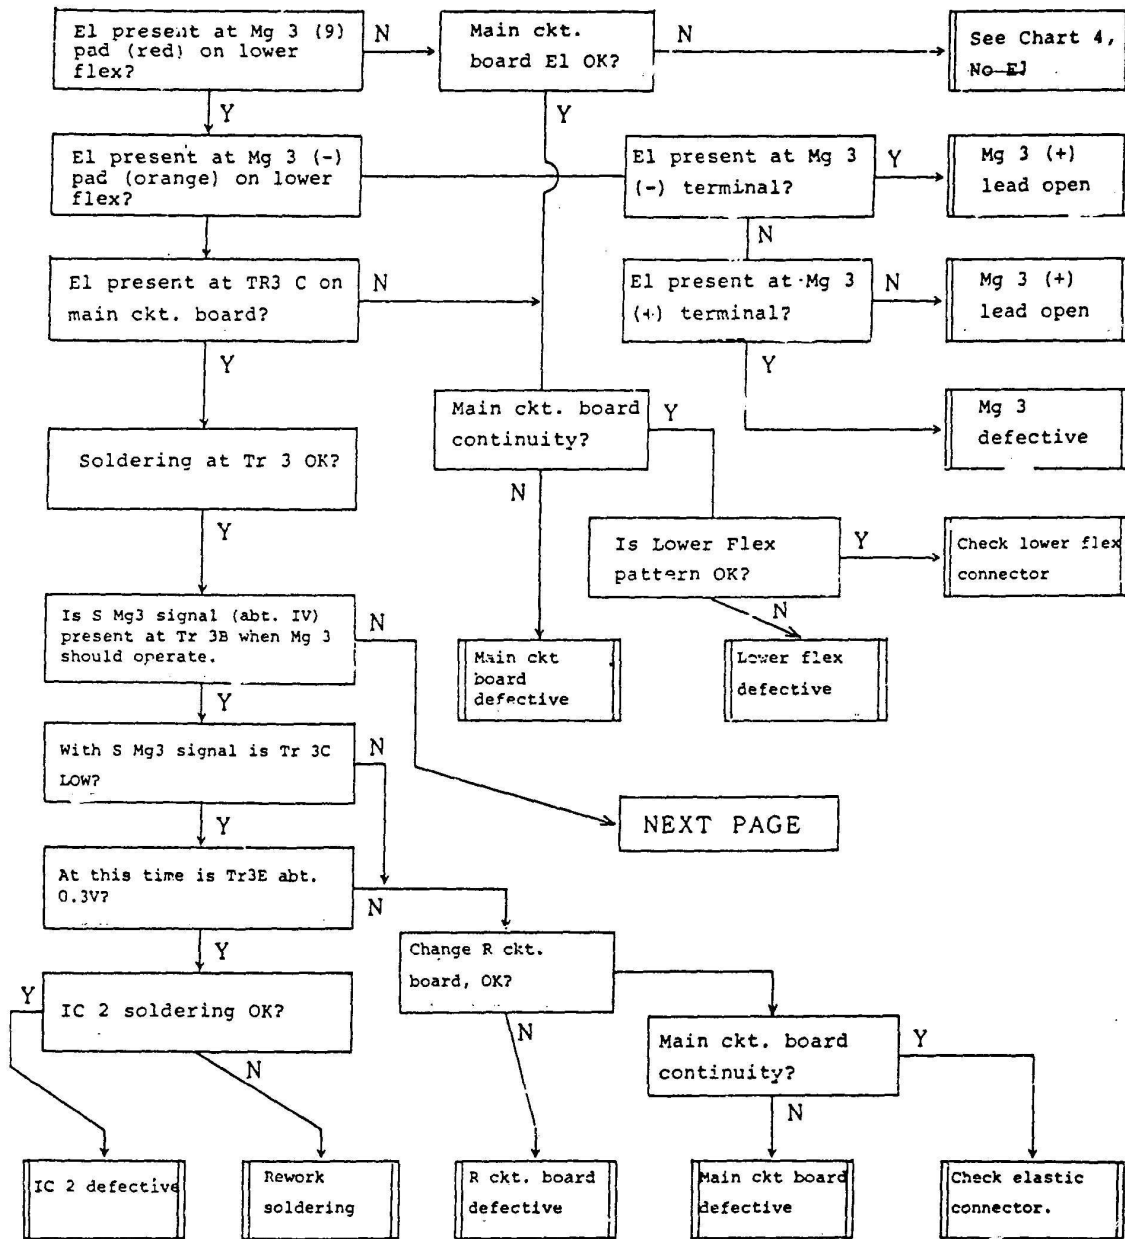 El present at Mg 3 (9)
pad (red) on lower
flex?
N
Main ckt.
board El OK?
N
See Chart 4,
No El
Y
Y
El present at Mg 3 (-)
pad (orange) on lower
flex?
El present at Mg 3
(-) terminal?
Y
Mg 3 (+)
lead open
N
El present at TR3 C on
main ckt. board?
N
El present at Mg 3
(+) terminal?
N
Mg 3 (+)
lead open
Y
Y
Main ckt. board
continuity?
Y
Mg 3
defective
Soldering at Tr 3 OK?
N
Y
Is Lower Flex
pattern OK?
Y
Check lower flex
connector
N
Is S Mg3 signal (abt. IV)
present at Tr 3B when Mg 3
should operate.
N
Main ckt
board
defective
Lower flex
defective
Y
With S Mg3 signal is Tr 3C
LOW?
N
NEXT PAGE
Y
At this time is Tr3E abt.
0.3V?
N
Y
Change R ckt.
board, OK?
Y
IC 2 soldering OK?
N
Main ckt. board
continuity?
Y
N
N
IC 2 defective
Rework
soldering
R ckt. board
defective
Main ckt board
defective
Check elastic
connector.